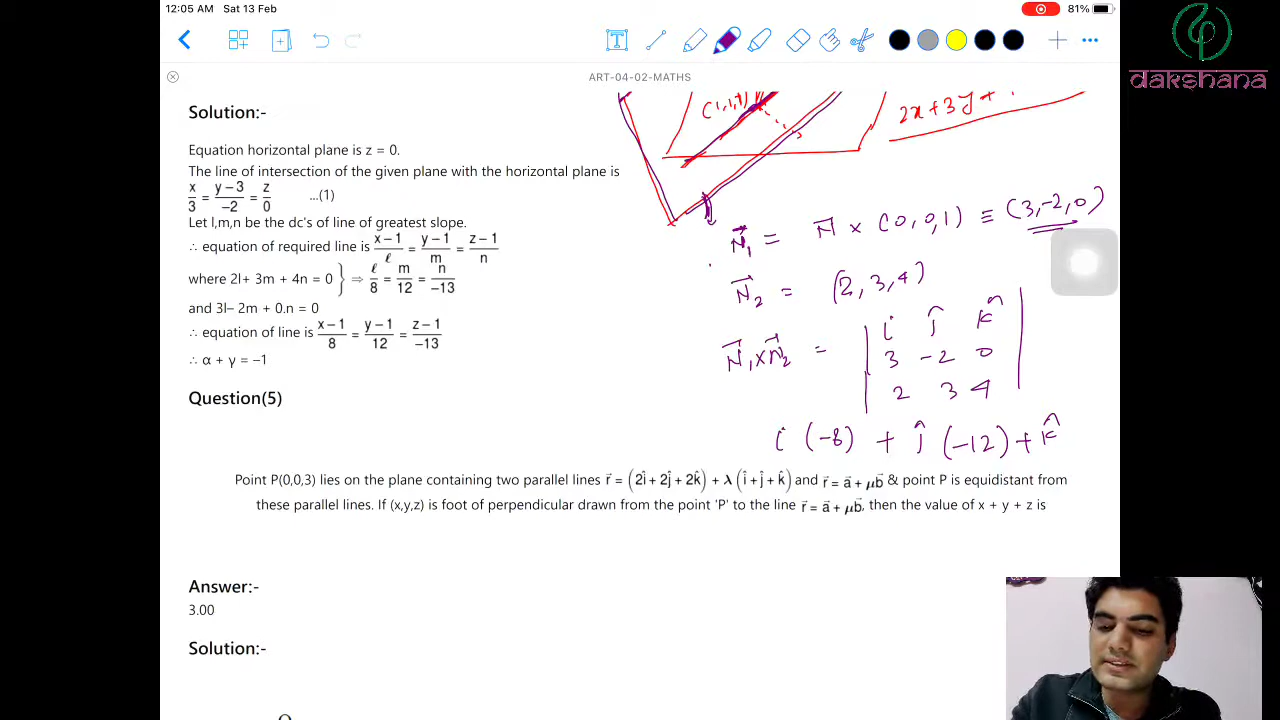 12:05 AM Sat 13 Feb
81%
dakshana
ART-04-02-MATHS
Solution:-
(1,1,1)
2x+3y+
Equation horizontal plane is z = 0.
The line of intersection of the given plane with the horizontal plane is
x/3 = y-3/-2 = z/0 ...(1)
Let l,m,n be the dc's of line of greatest slope.
∴ equation of required line is x-1/ℓ = y-1/m = z-1/n
where 2l+ 3m + 4n = 0 } ⇒ ℓ/8 = m/12 = n/-13
and 3l– 2m + 0.n = 0
∴ equation of line is x-1/8 = y-1/12 = z-1/-13
∴ α + γ = –1
N⃗₁ = N⃗ × (0,0,1) ≡ (3,-2,0)
N⃗₂ = (2,3,4)
N⃗₁×N⃗₂ = | i ĵ k̂ |
3 -2 0
2 3 4
i (-8) + ĵ (-12) + k̂
Question(5)
Point P(0,0,3) lies on the plane containing two parallel lines r⃗ = (2î + 2ĵ + 2k̂) + λ (î + ĵ + k̂) and r⃗ = a⃗ + μb⃗ & point P is equidistant from
these parallel lines. If (x,y,z) is foot of perpendicular drawn from the point 'P' to the line r⃗ = a⃗ + μb⃗, then the value of x + y + z is
Answer:-
3.00
Solution:-